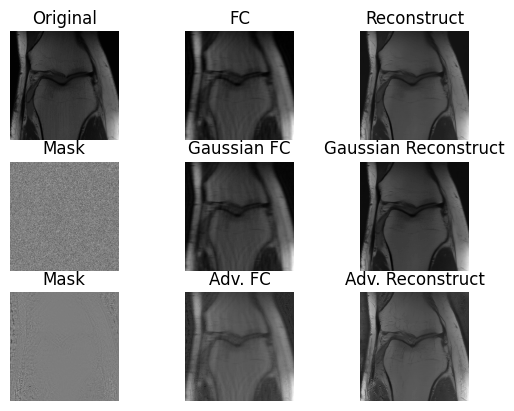 Original FC Reconstruct
Mask Gaussian FC Gaussian Reconstruct
Mask Adv. FC Adv. Reconstruct